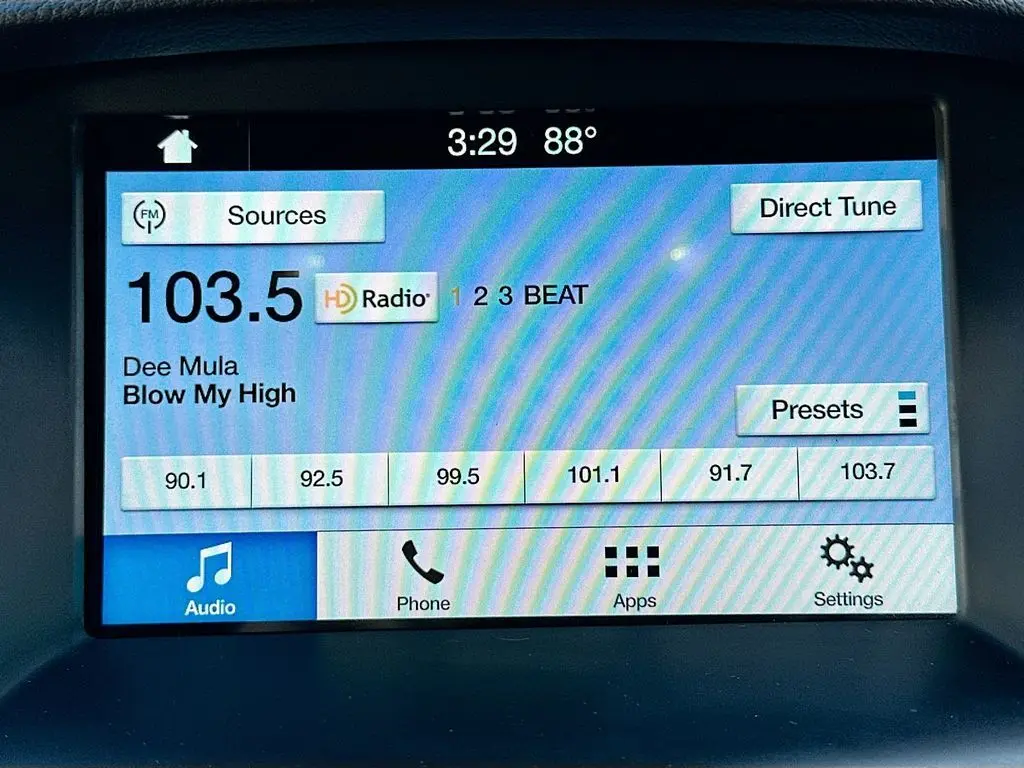 3:29 88°
FM Sources
Direct Tune
103.5 HD Radio 1 2 3 BEAT
Dee Mula
Blow My High
Presets
90.1 92.5 99.5 101.1 91.7 103.7
Audio Phone Apps Settings